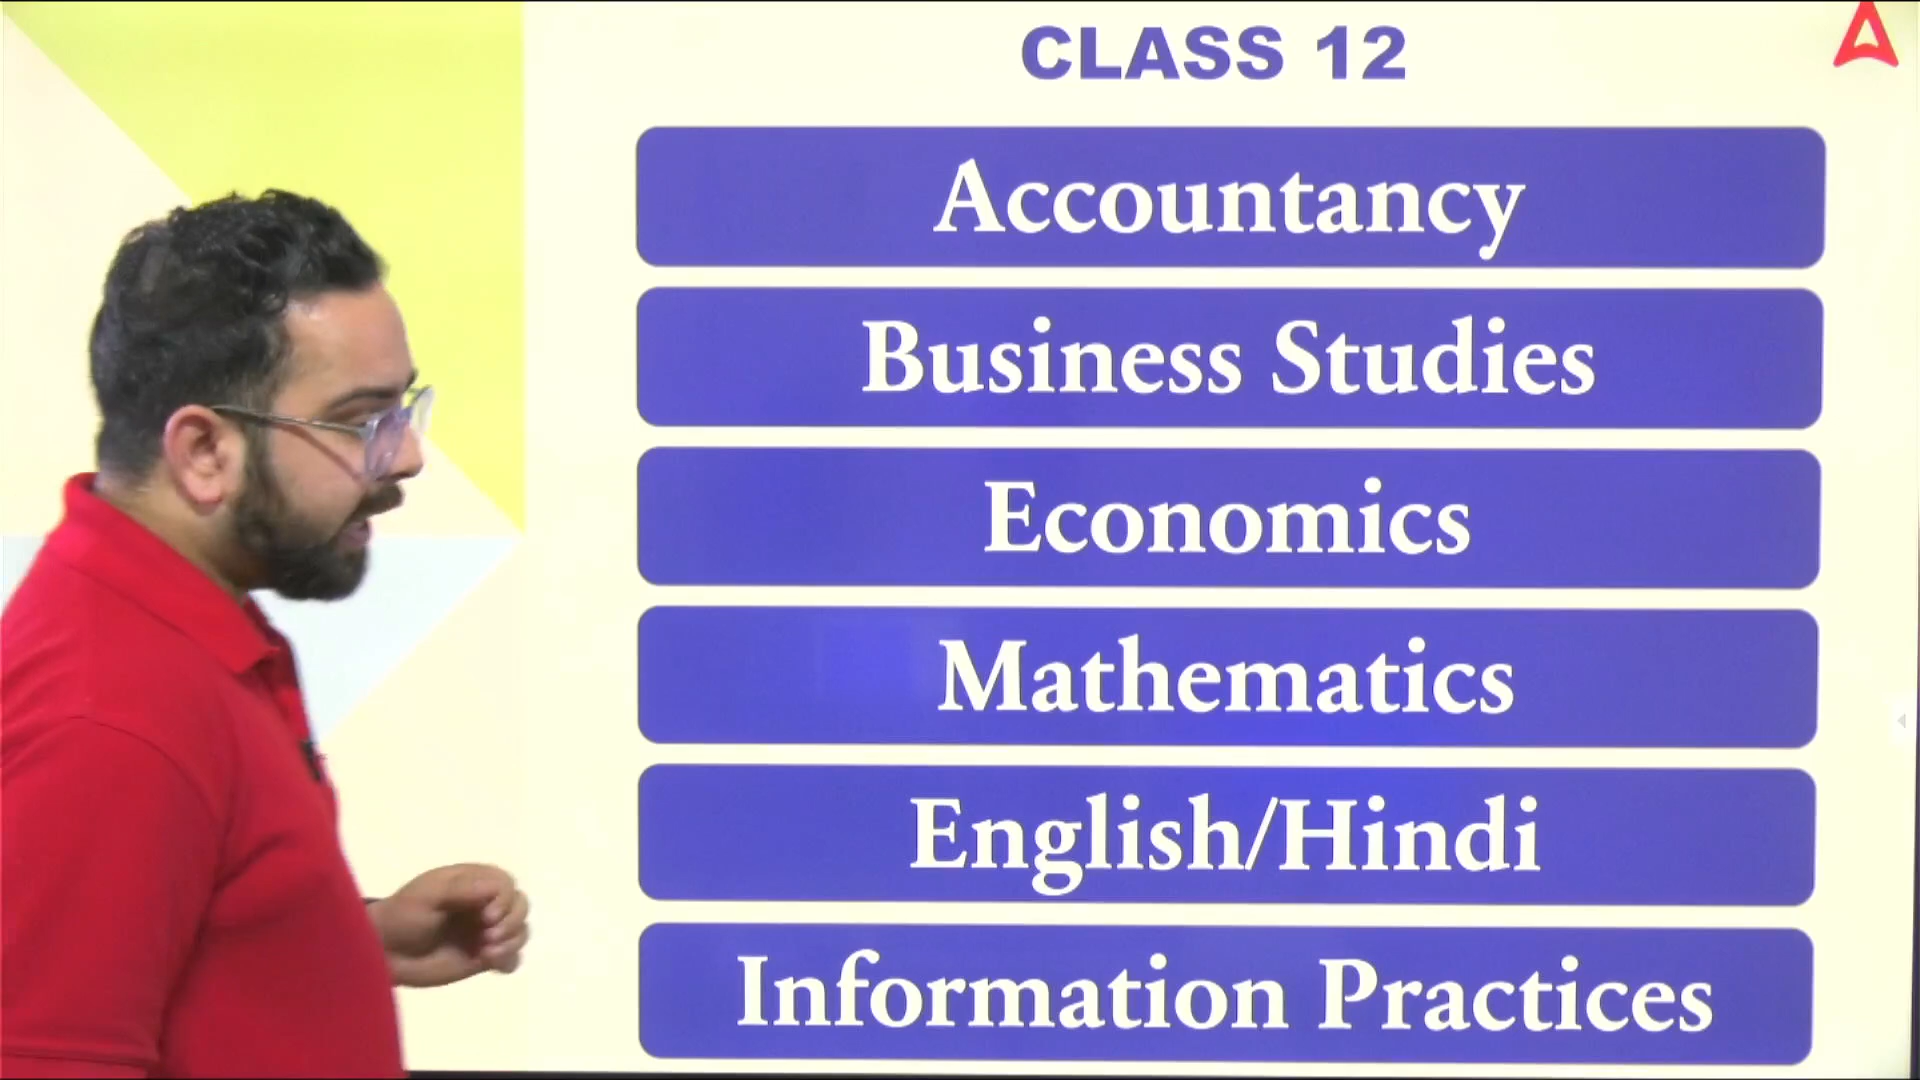 CLASS 12
Accountancy
Business Studies
Economics
Mathematics
English/Hindi
Information Practices